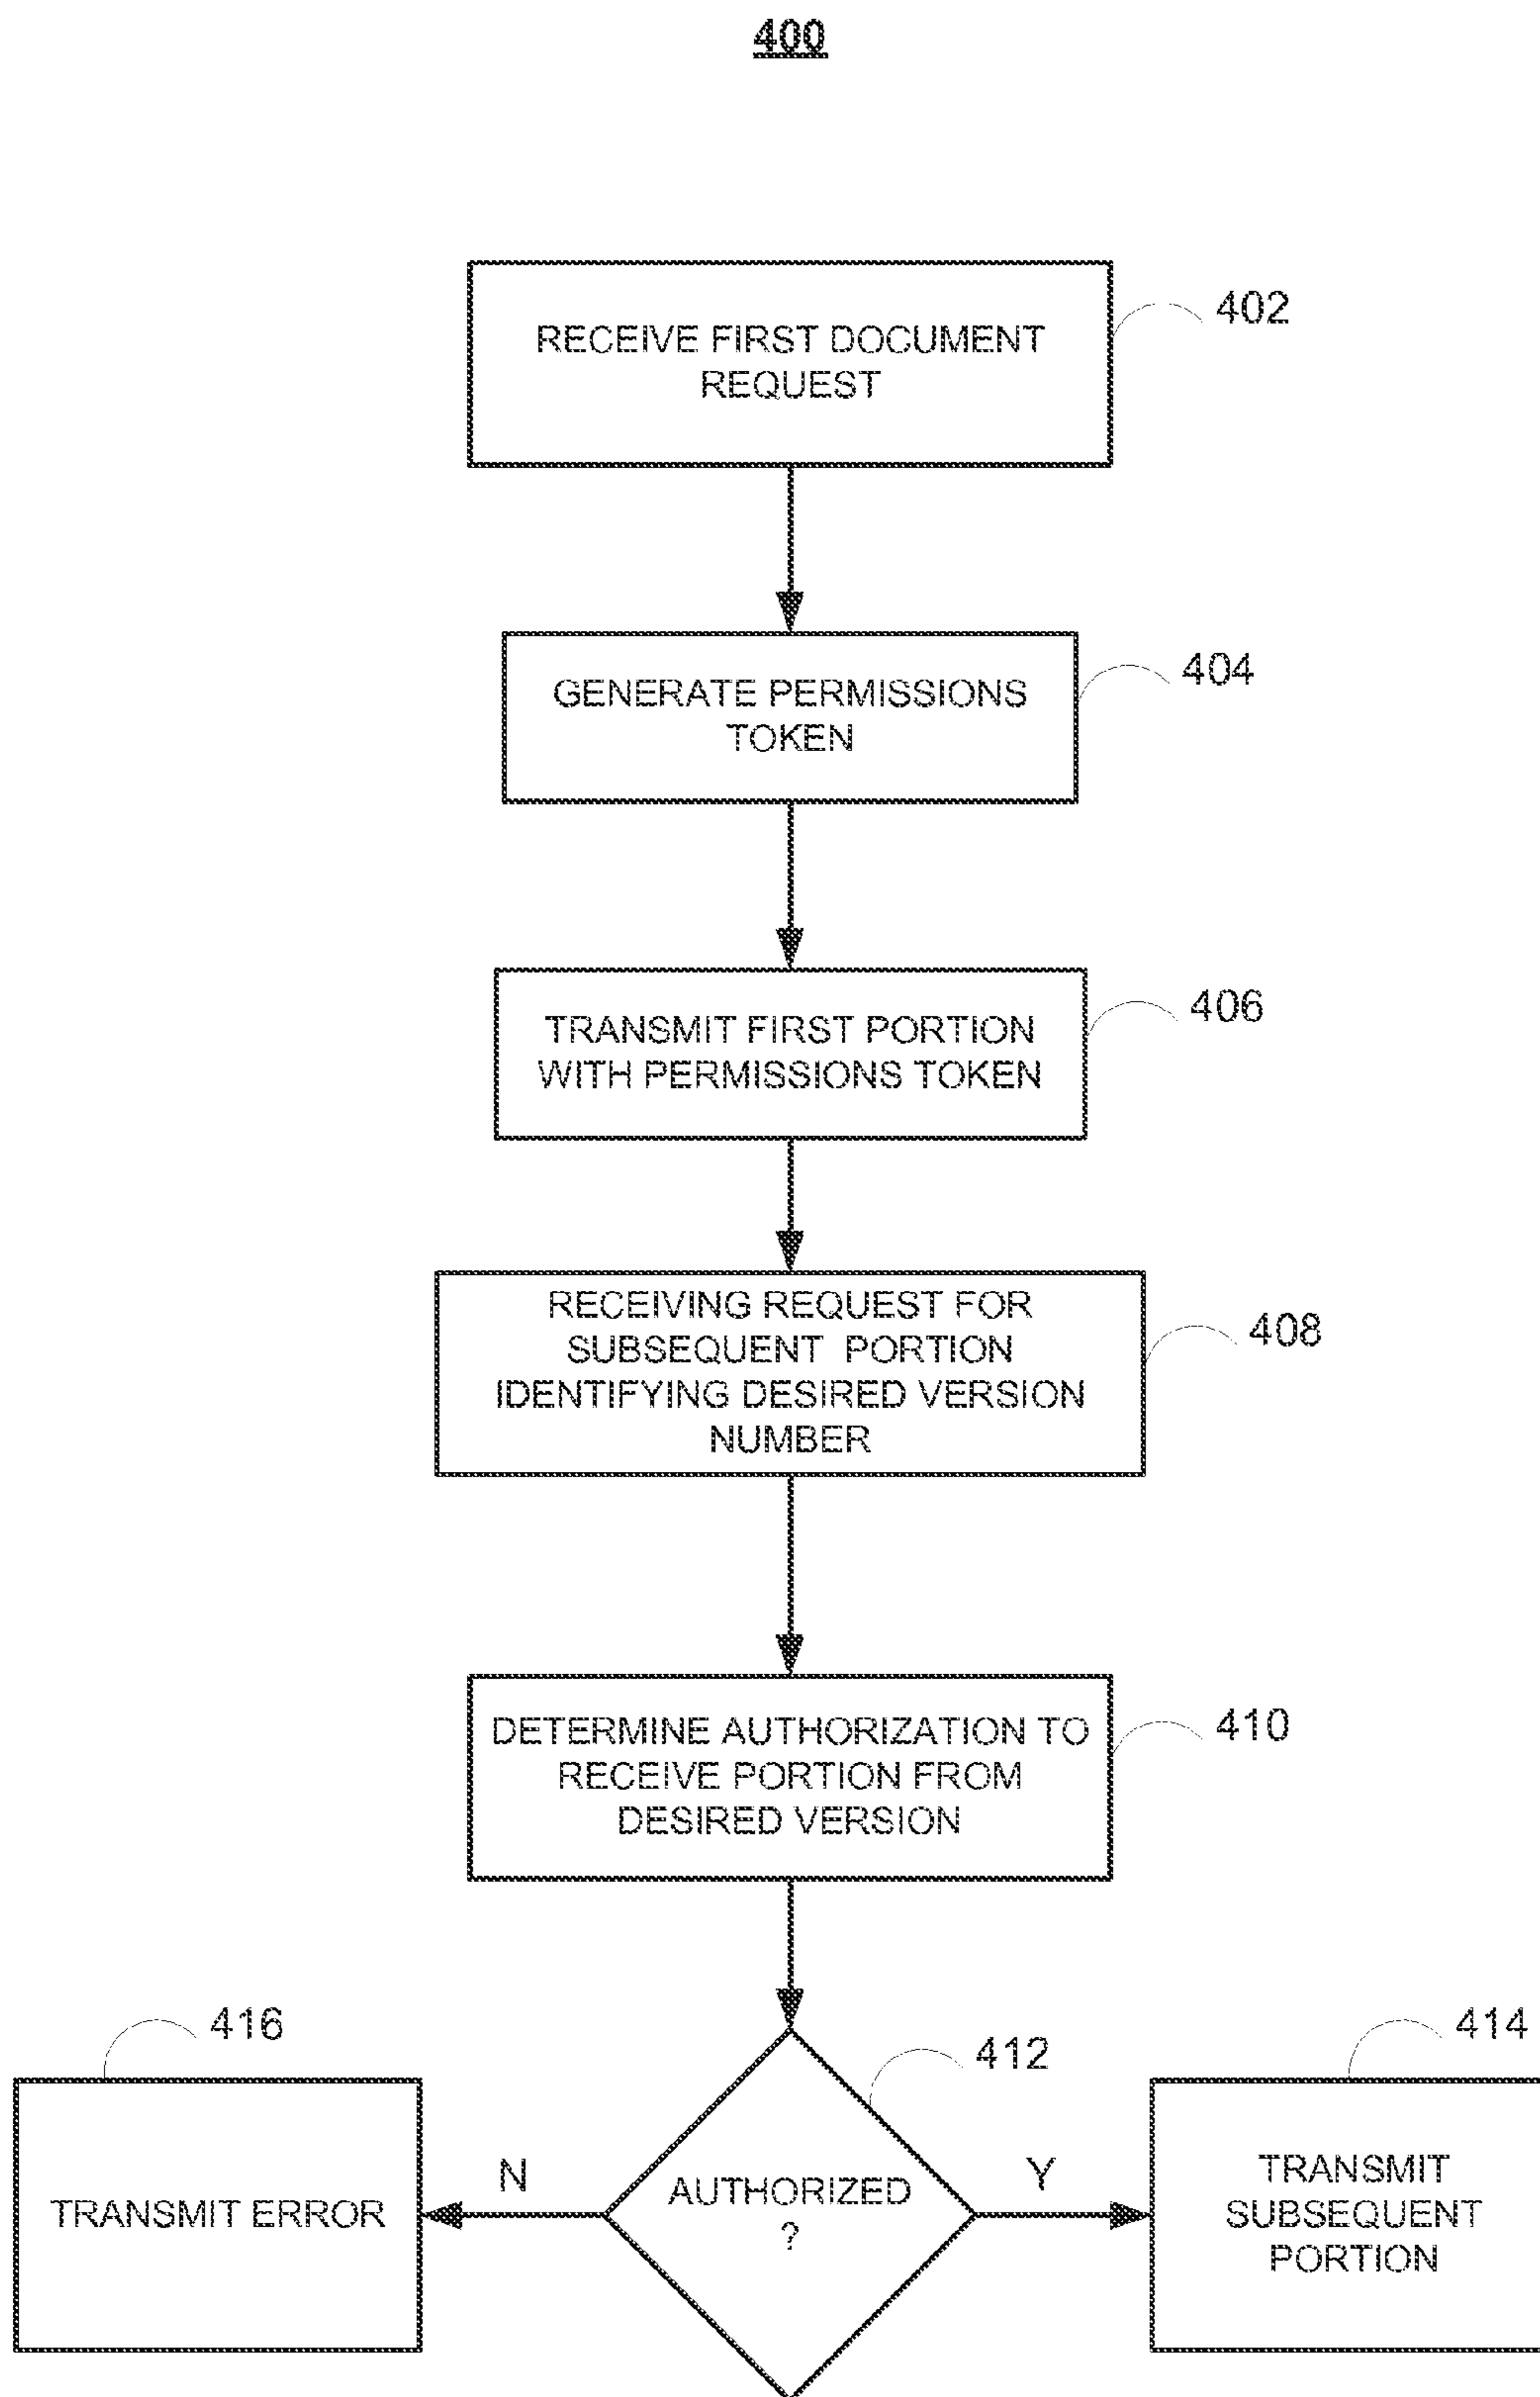 400
RECEIVE FIRST DOCUMENT
REQUEST
402
GENERATE PERMISSIONS
TOKEN
404
TRANSMIT FIRST PORTION
WITH PERMISSIONS TOKEN
406
RECEIVING REQUEST FOR
SUBSEQUENT PORTION
IDENTIFYING DESIRED VERSION
NUMBER
408
DETERMINE AUTHORIZATION TO
RECEIVE PORTION FROM
DESIRED VERSION
410
416
TRANSMIT ERROR
N
412
AUTHORIZED
?
Y
414
TRANSMIT
SUBSEQUENT
PORTION